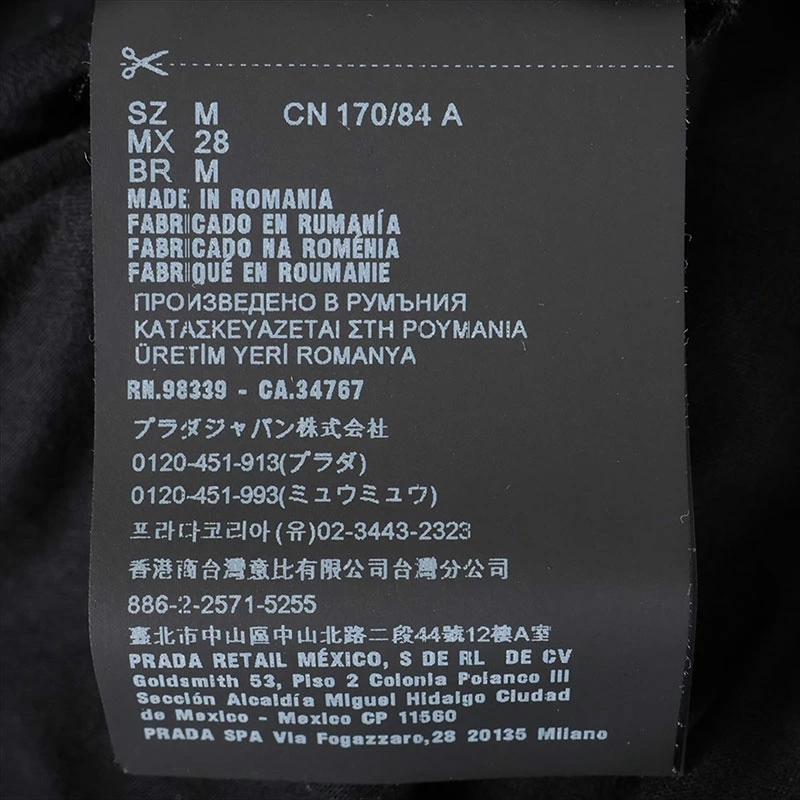 SZ M CN 170/84 A
MX 28
BR M
MADE IN ROMANIA
FABRICADO EN RUMANÍA
FABRICADO NA ROMÉNIA
FABRIQUÉ EN ROUMANIE
ПРОИЗВЕДЕНО В РУМЪНИЯ
ΚΑΤΑΣΚΕΥΑΖΕΤΑΙ ΣΤΗ ΡΟΥΜΑΝΙΑ
ÜRETİM YERİ ROMANYA
RN.98339 - CA.34767
プラダジャパン株式会社
0120-451-913(プラダ)
0120-451-993(ミュウミュウ)
프라다코리아(유)02-3443-2323
香港商台灣意比有限公司台灣分公司
886-2-2571-5255
臺北市中山區中山北路二段44號12樓A室
PRADA RETAIL MÉXICO, S DE RL DE CV
Goldsmith 53, Piso 2 Colonia Polanco III
Sección Alcaldía Miguel Hidalgo Ciudad
de Mexico - Mexico CP 11560
PRADA SPA Via Fogazzaro,28 20135 Milano